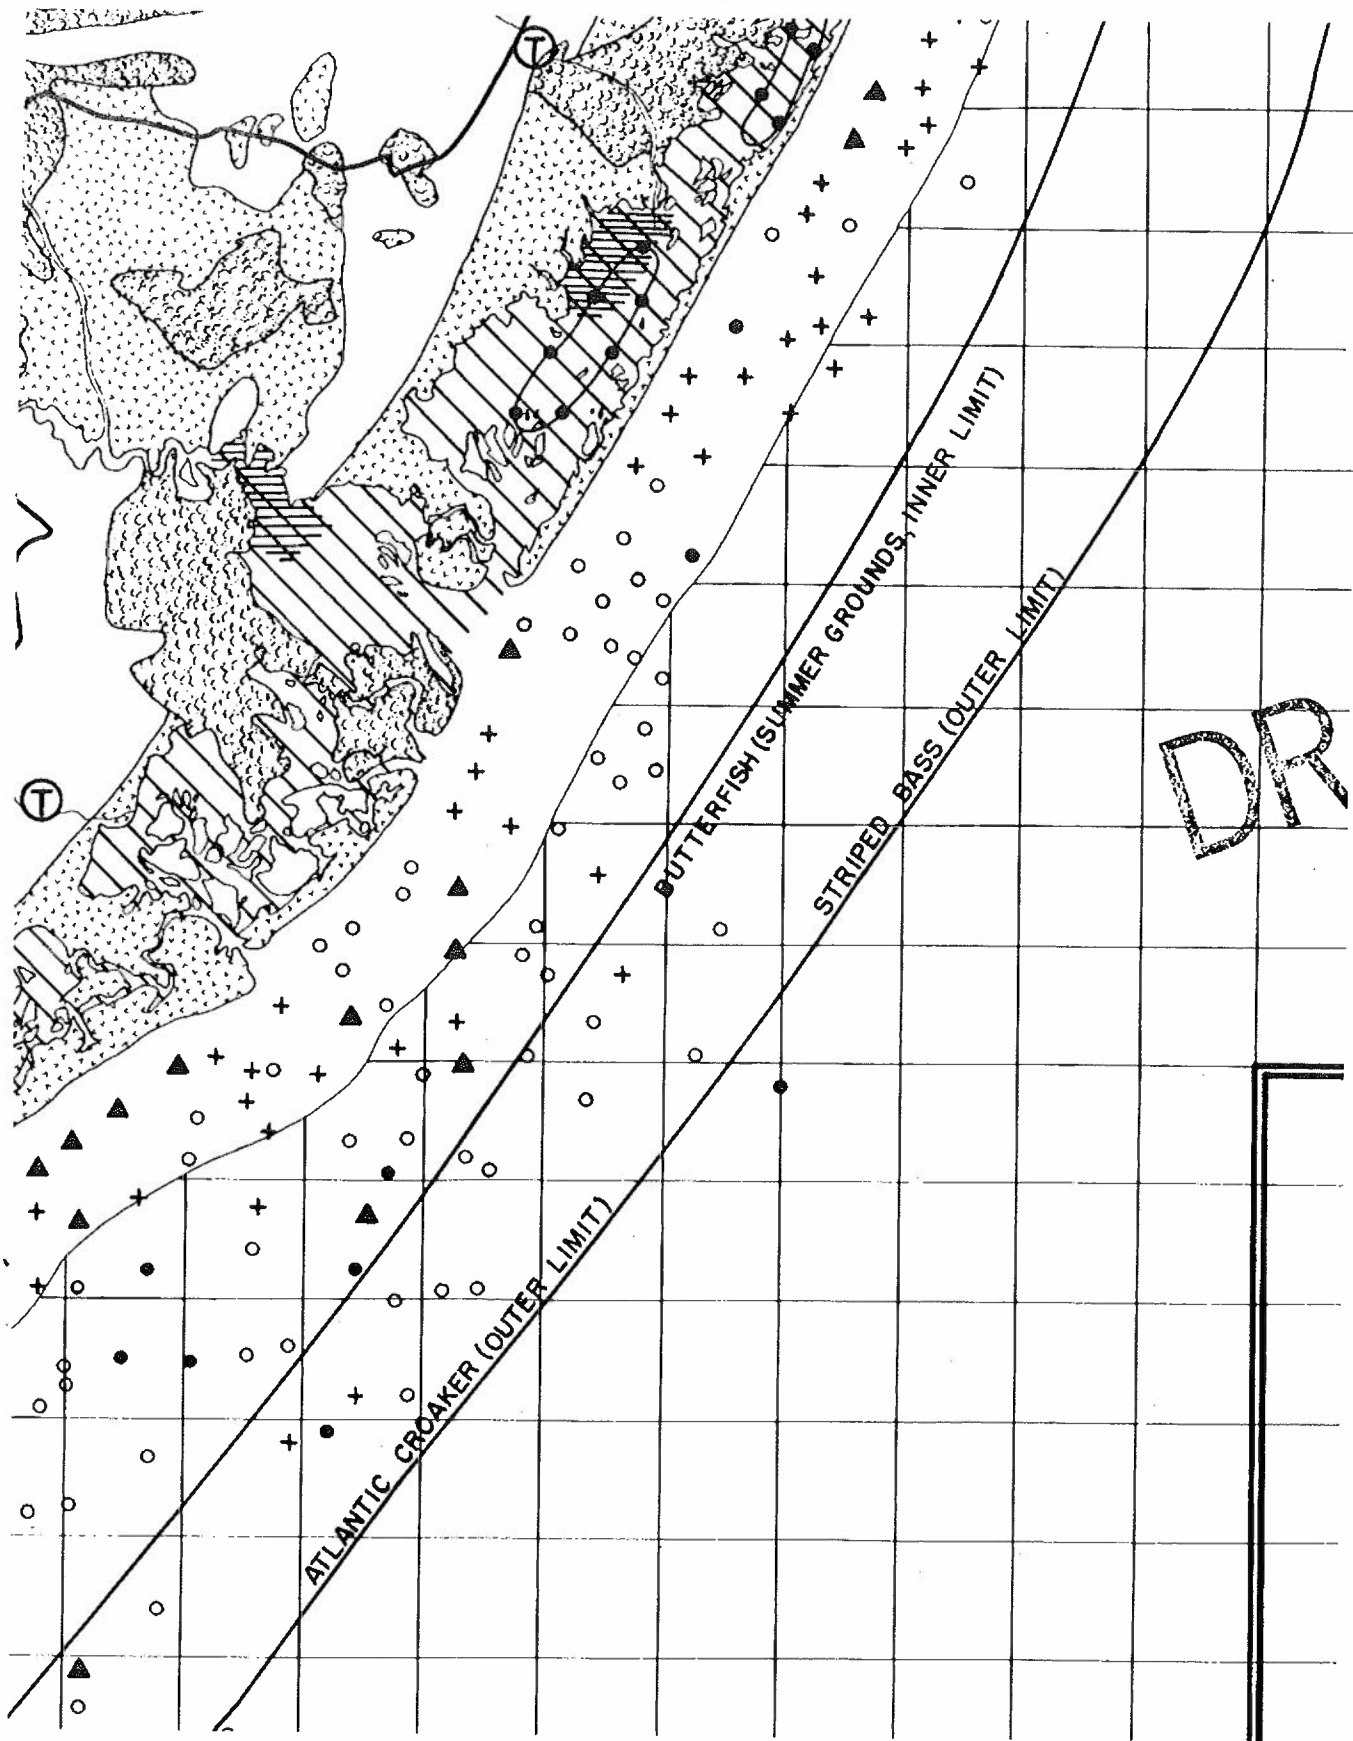 T
BUTTERFISH (SUMMER GROUNDS, INNER LIMIT)
STRIPED BASS (OUTER LIMIT)
DR
T
ATLANTIC CROAKER (OUTER LIMIT)